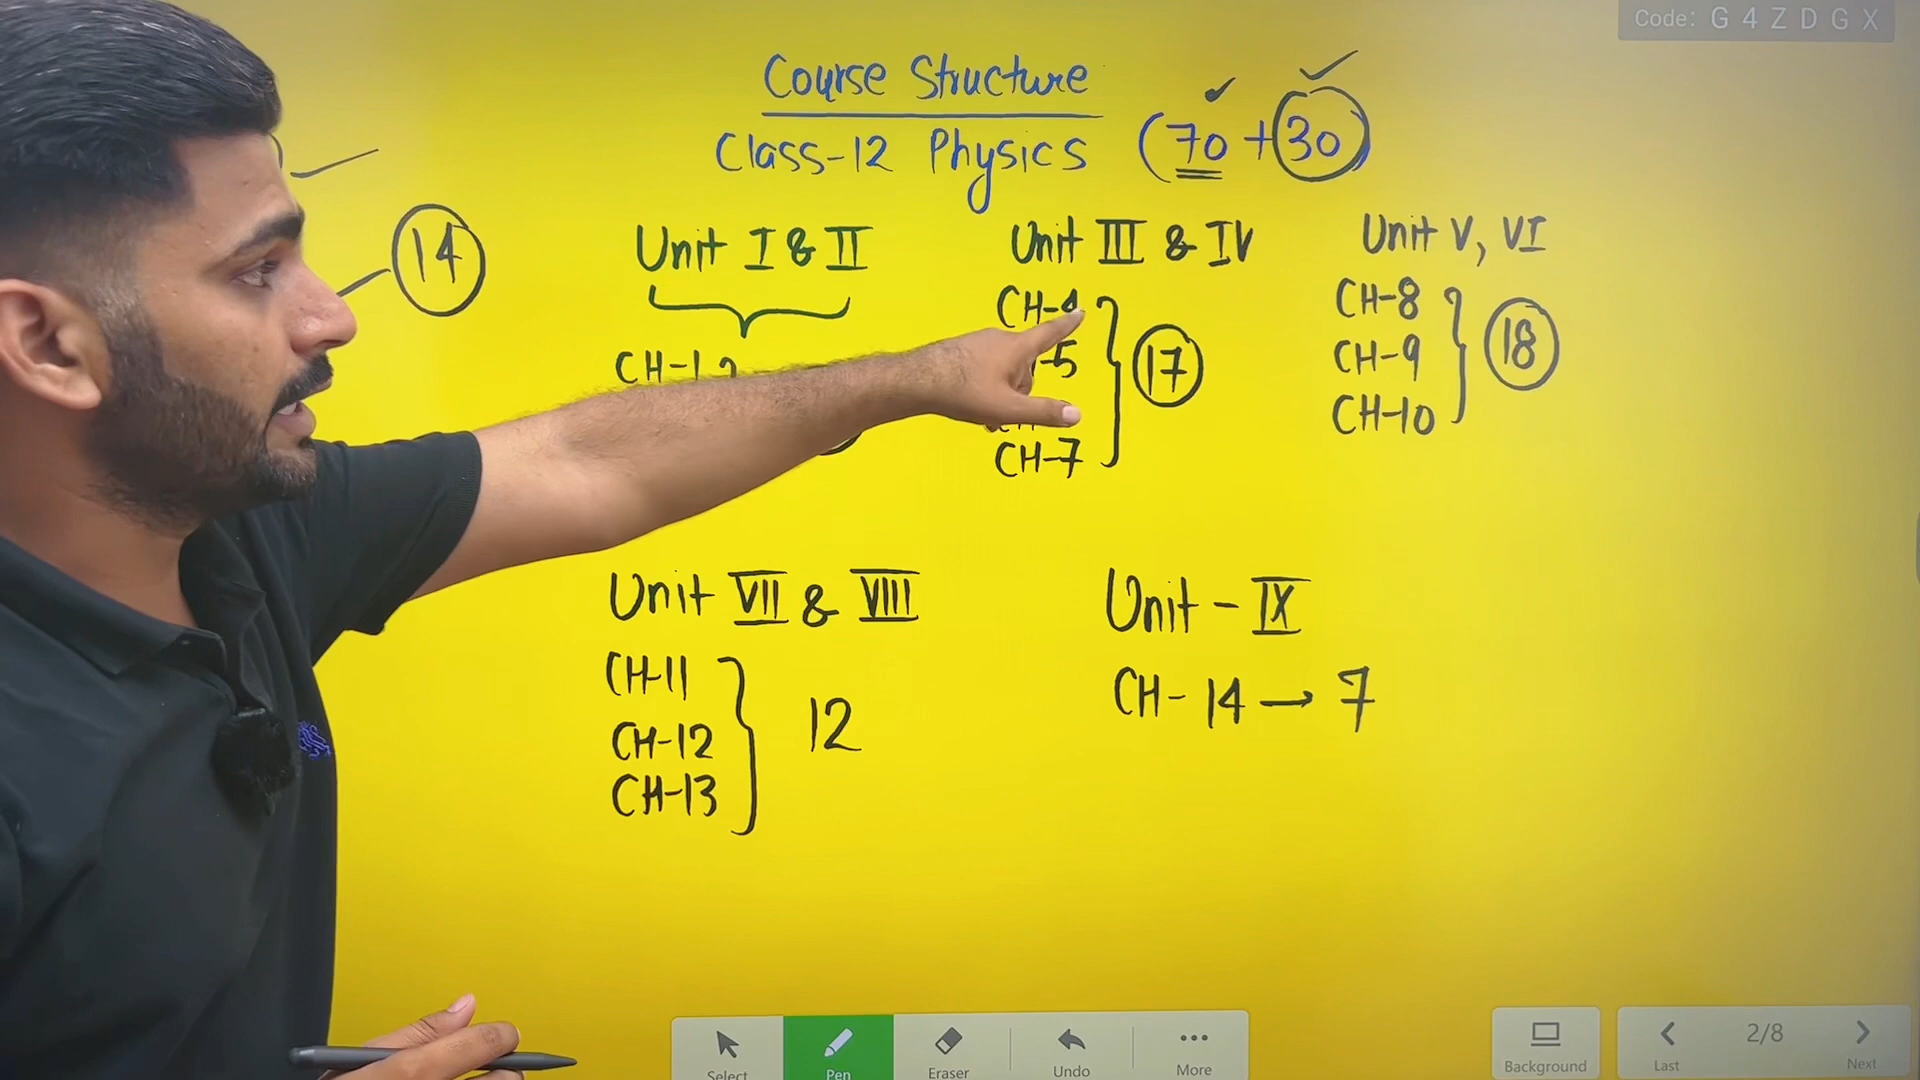 Code: G 4 Z D G X
Course Structure
Class-12 Physics (70+30)
14
Unit I & II
CH-1
Unit III & IV
CH-4
-5
CH-7
17
Unit V, VI
CH-8
CH-9
CH-10
18
Unit VII & VIII
CH-11
CH-12
CH-13
12
Unit - IX
CH- 14 → 7
Select
Pen
Eraser
Undo
More
Background
Last
2/8
Next